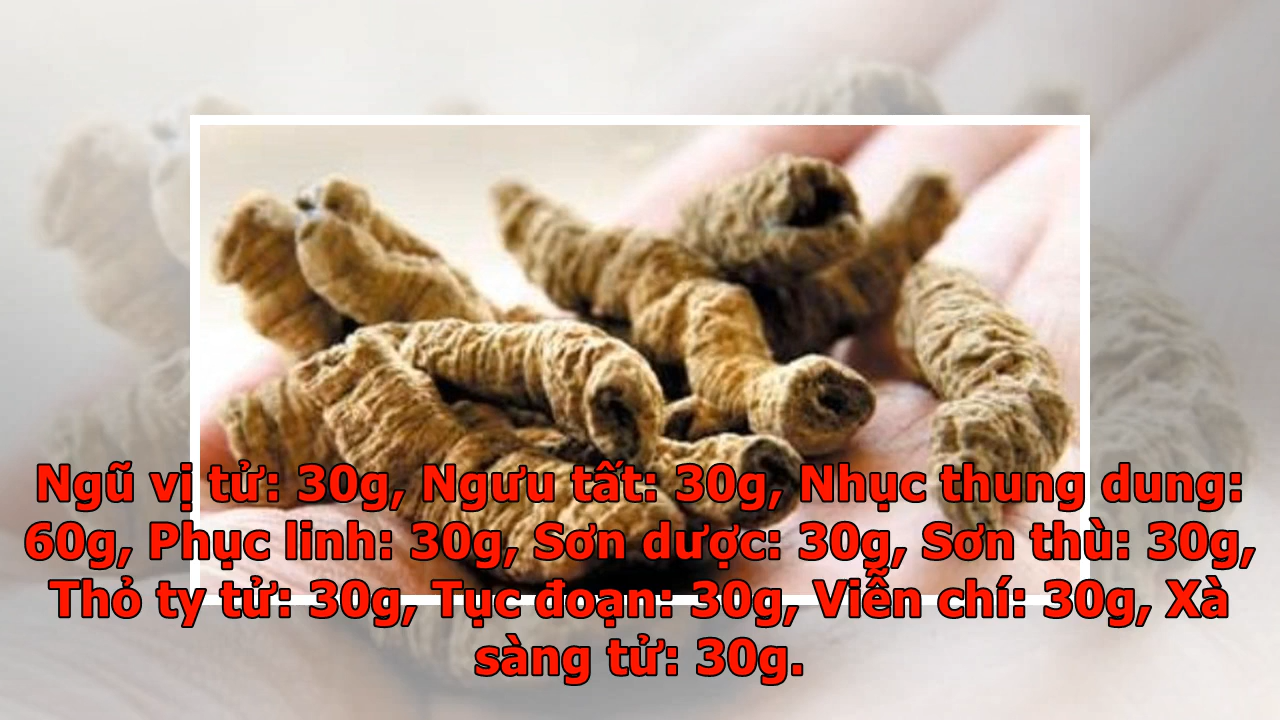 Ngũ vị tử: 30g, Ngưu tất: 30g, Nhục thung dung:
60g, Phục linh: 30g, Sơn dược: 30g, Sơn thù: 30g,
Thỏ ty tử: 30g, Tục đoạn: 30g, Viễn chí: 30g, Xà
sàng tử: 30g.